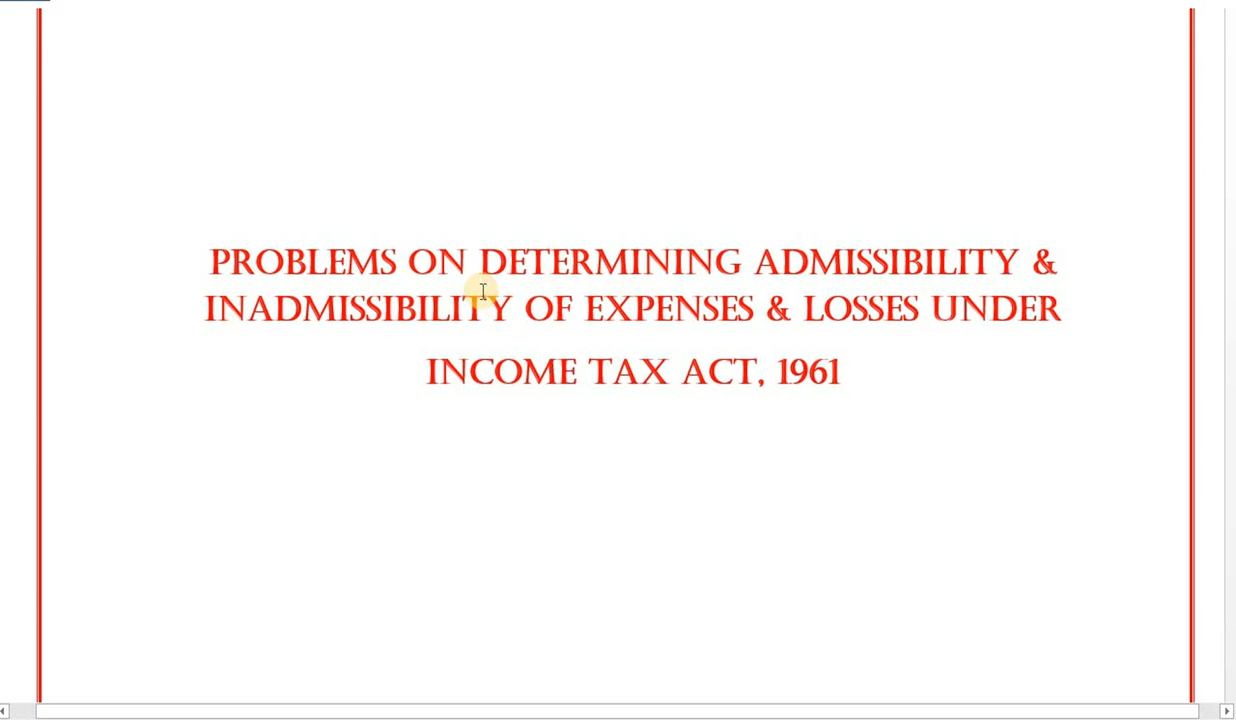 PROBLEMS ON DETERMINING ADMISSIBILITY &
INADMISSIBILITY OF EXPENSES & LOSSES UNDER
INCOME TAX ACT, 1961